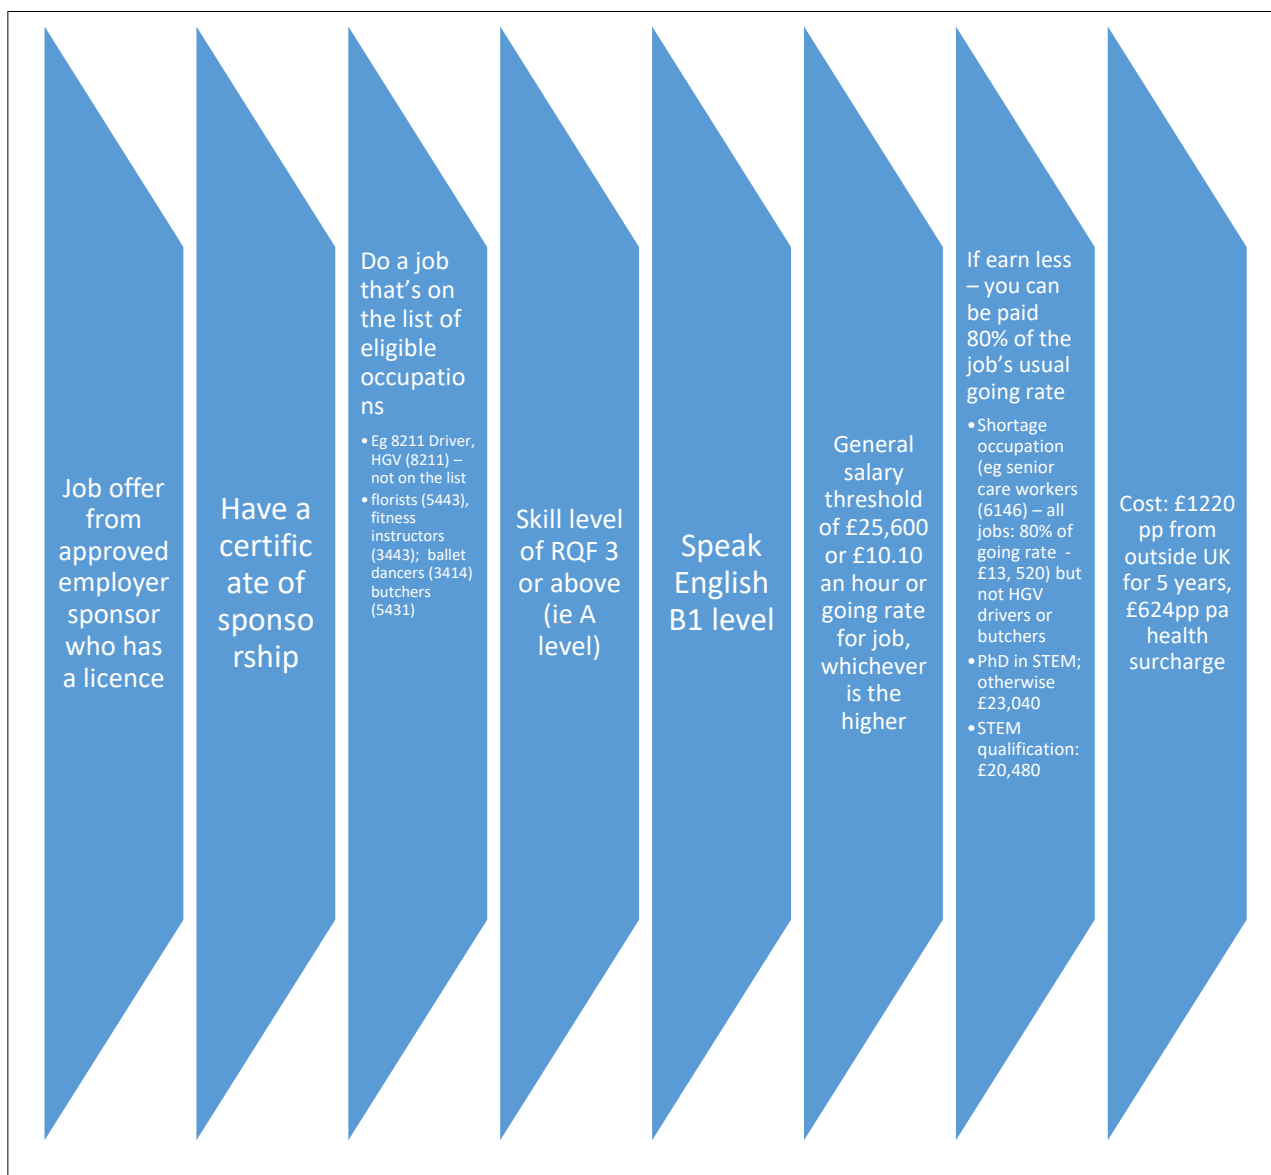 Job offer
from
approved
employer
sponsor
who has
a licence
Have a
certific
ate of
sponso
rship
Do a job
that’s on
the list of
eligible
occupatio
ns
•Eg 8211 Driver,
HGV (8211) –
not on the list
•florists (5443),
fitness
instructors
(3443); ballet
dancers (3414)
butchers
(5431)
Skill level
of RQF 3
or above
(ie A
level)
Speak
English
B1 level
General
salary
threshold
of £25,600
or £10.10
an hour or
going rate
for job,
whichever
is the
higher
If earn less
– you can
be paid
80% of the
job’s usual
going rate
•Shortage
occupation
(eg senior
care workers
(6146) – all
jobs: 80% of
going rate -
£13, 520) but
not HGV
drivers or
butchers
•PhD in STEM;
otherwise
£23,040
•STEM
qualification:
£20,480
Cost: £1220
pp from
outside UK
for 5 years,
£624pp pa
health
surcharge